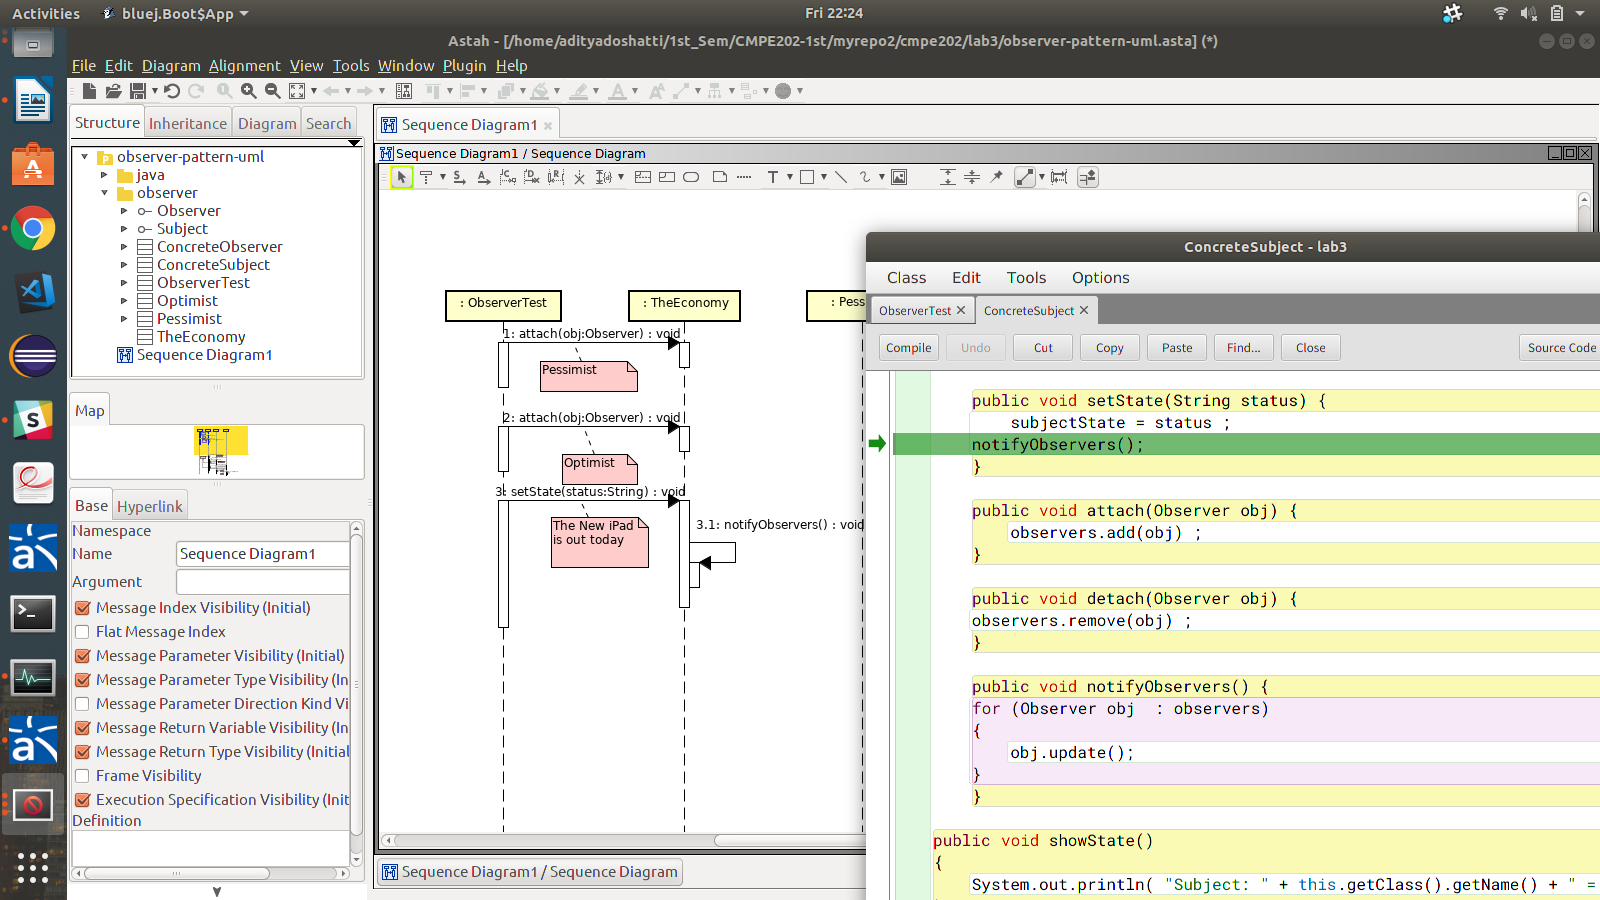 Activities
bluej.Boot$App
Fri 22:24
Astah - [/home/adityadoshatti/1st_Sem/CMPE202-1st/myrepo2/cmpe202/lab3/observer-pattern-uml.asta] (*)
File Edit Diagram Alignment View Tools Window Plugin Help
Structure Inheritance Diagram Search
observer-pattern-uml
java
observer
Observer
Subject
ConcreteObserver
ConcreteSubject
ObserverTest
Optimist
Pessimist
TheEconomy
Sequence Diagram1
Map
Base Hyperlink
Namespace
Name Sequence Diagram1
Argument
Message Index Visibility (Initial)
Flat Message Index
Message Parameter Visibility (Initial)
Message Parameter Type Visibility (In
Message Parameter Direction Kind Vi
Message Return Variable Visibility (In
Message Return Type Visibility (Initial
Frame Visibility
Execution Specification Visibility (Init
Definition
Sequence Diagram1
Sequence Diagram1 / Sequence Diagram
: ObserverTest
: TheEconomy
: Pess
1: attach(obj:Observer) : void
Pessimist
2: attach(obj:Observer) : void
Optimist
3: setState(status:String) : void
The New iPad
is out today
3.1: notifyObservers() : void
Sequence Diagram1 / Sequence Diagram
ConcreteSubject - lab3
Class Edit Tools Options
ObserverTest ConcreteSubject
Compile Undo Cut Copy Paste Find... Close Source Code
public void setState(String status) {
subjectState = status ;
notifyObservers();
}
public void attach(Observer obj) {
observers.add(obj) ;
}
public void detach(Observer obj) {
observers.remove(obj) ;
}
public void notifyObservers() {
for (Observer obj  : observers)
{
obj.update();
}
}
public void showState()
{
System.out.println( "Subject: " + this.getClass().getName() + " =